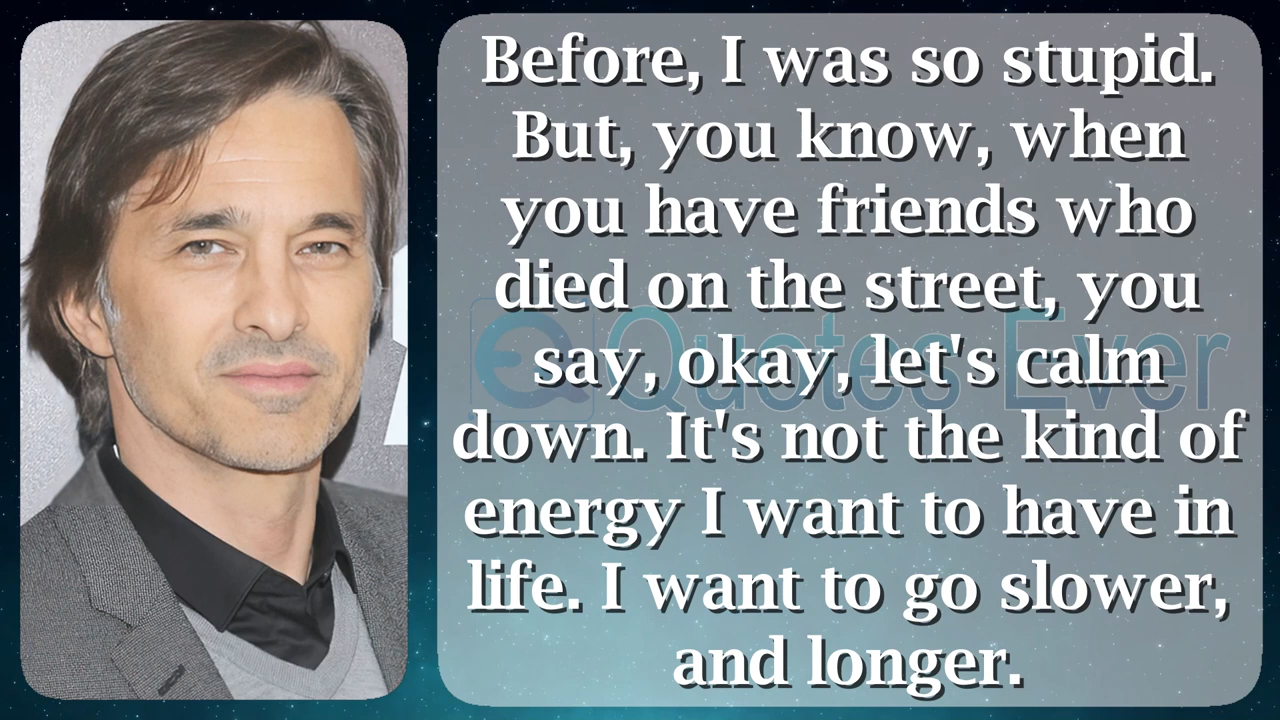 Before, I was so stupid.
But, you know, when
you have friends who
died on the street, you
say, okay, let's calm
down. It's not the kind of
energy I want to have in
life. I want to go slower,
and longer.
Quotes Ever